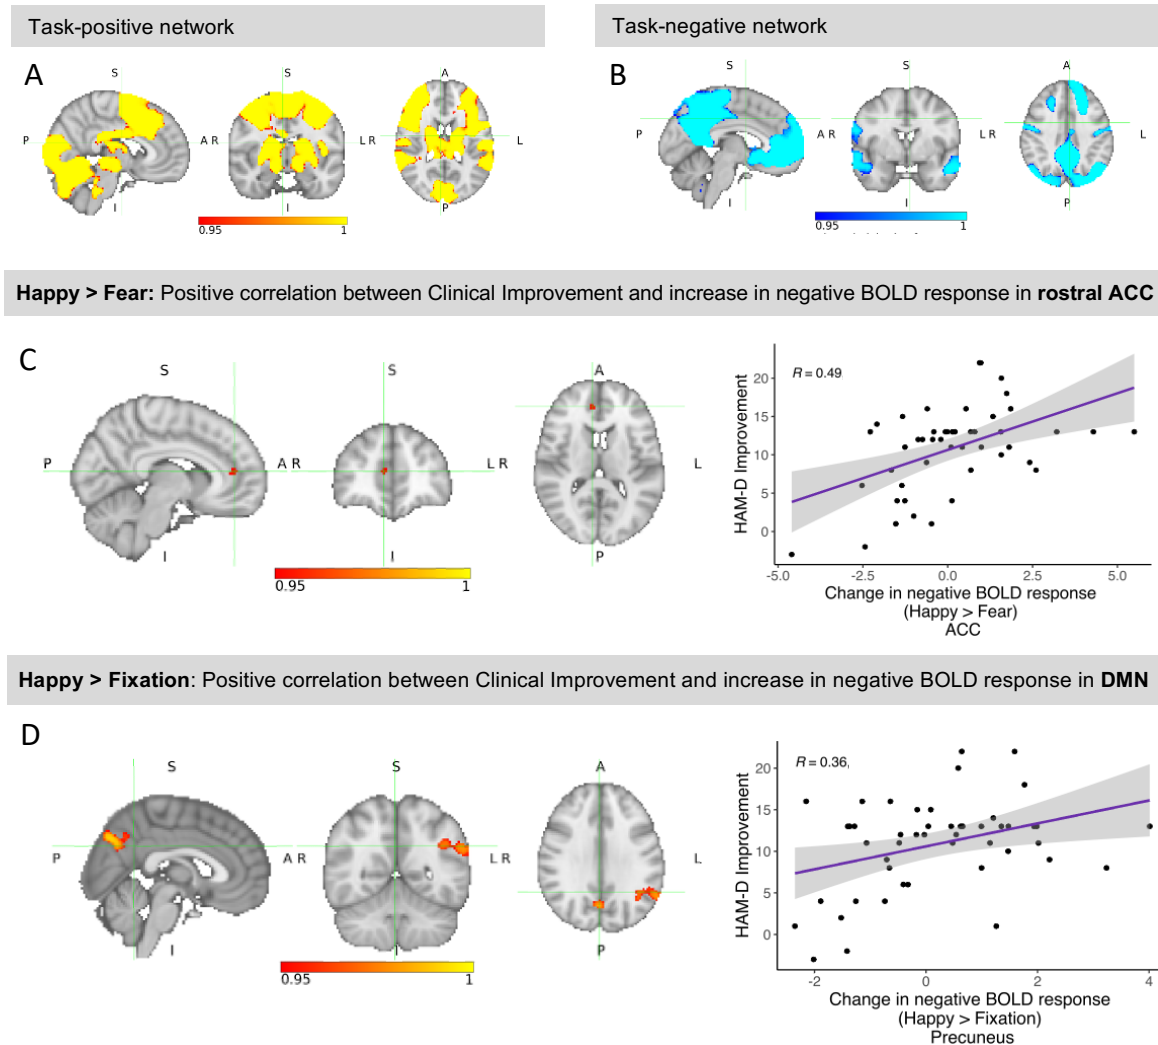 Task-positive network
Task-negative network
A
S
S
A
P
A R
L R
L
I
I
P
0.95
1
B
S
S
A
P
A R
L R
L
I
I
P
0.95
1
Happy > Fear: Positive correlation between Clinical Improvement and increase in negative BOLD response in rostral ACC
C
S
S
A
P
A R
L R
L
I
I
P
0.95
1
R = 0.49
HAM-D Improvement
20
15
10
5
0
-5.0
-2.5
0.0
2.5
5.0
Change in negative BOLD response
(Happy > Fear)
ACC
Happy > Fixation: Positive correlation between Clinical Improvement and increase in negative BOLD response in DMN
D
S
S
A
P
A R
L R
L
I
I
P
0.95
1
R = 0.36,
HAM-D Improvement
20
15
10
5
0
-2
0
2
4
Change in negative BOLD response
(Happy > Fixation)
Precuneus